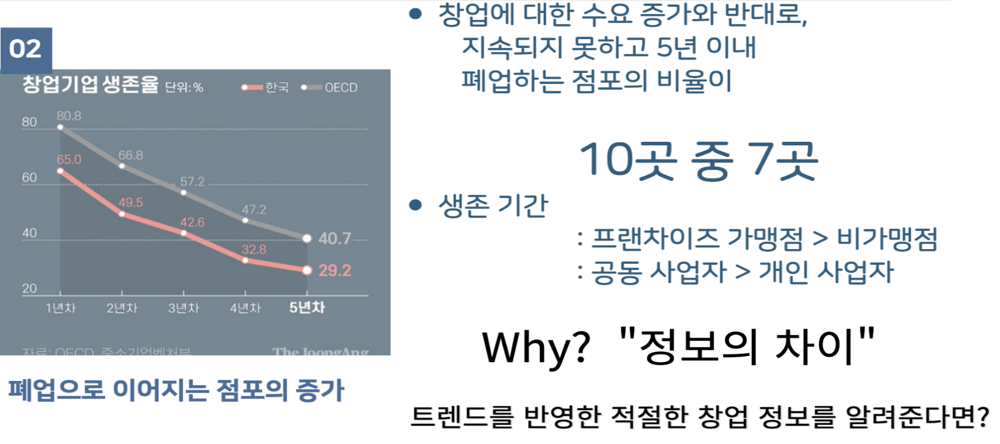 02
창업기업 생존율 단위:% 한국 OECD
80
60
40
20
80.8
66.8
57.2
47.2
40.7
65.0
49.5
42.6
32.8
29.2
1년차 2년차 3년차 4년차 5년차
자료: OECD, 중소기업벤처부 The JoongAng
폐업으로 이어지는 점포의 증가
● 창업에 대한 수요 증가와 반대로,
지속되지 못하고 5년 이내
폐업하는 점포의 비율이
10곳 중 7곳
● 생존 기간
: 프랜차이즈 가맹점 > 비가맹점
: 공동 사업자 > 개인 사업자
Why? "정보의 차이"
트렌드를 반영한 적절한 창업 정보를 알려준다면?